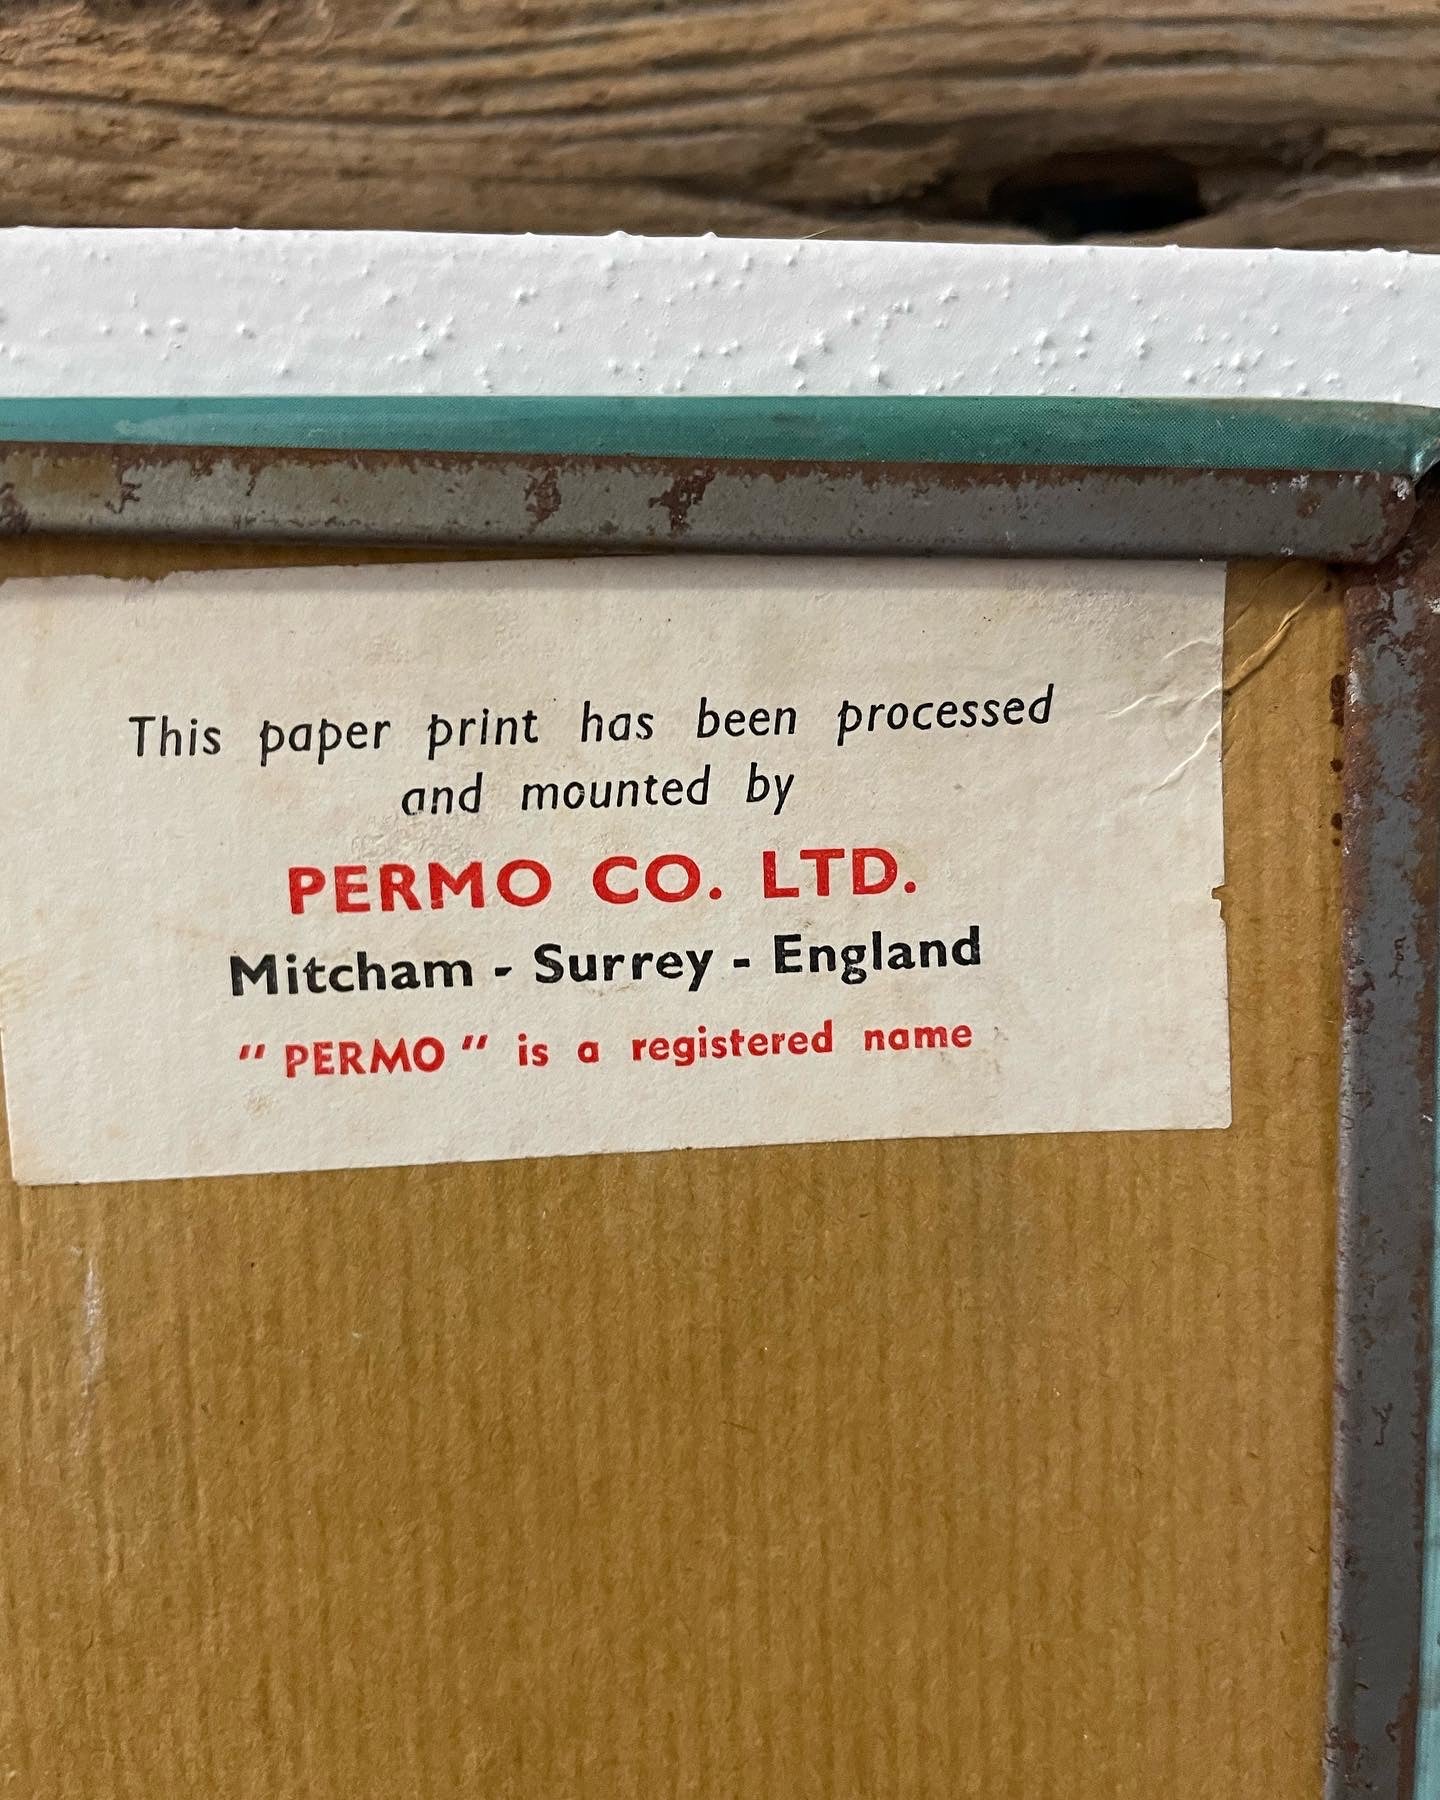 This paper print has been processed
and mounted by
PERMO CO. LTD.
Mitcham - Surrey - England
" PERMO " is a registered name